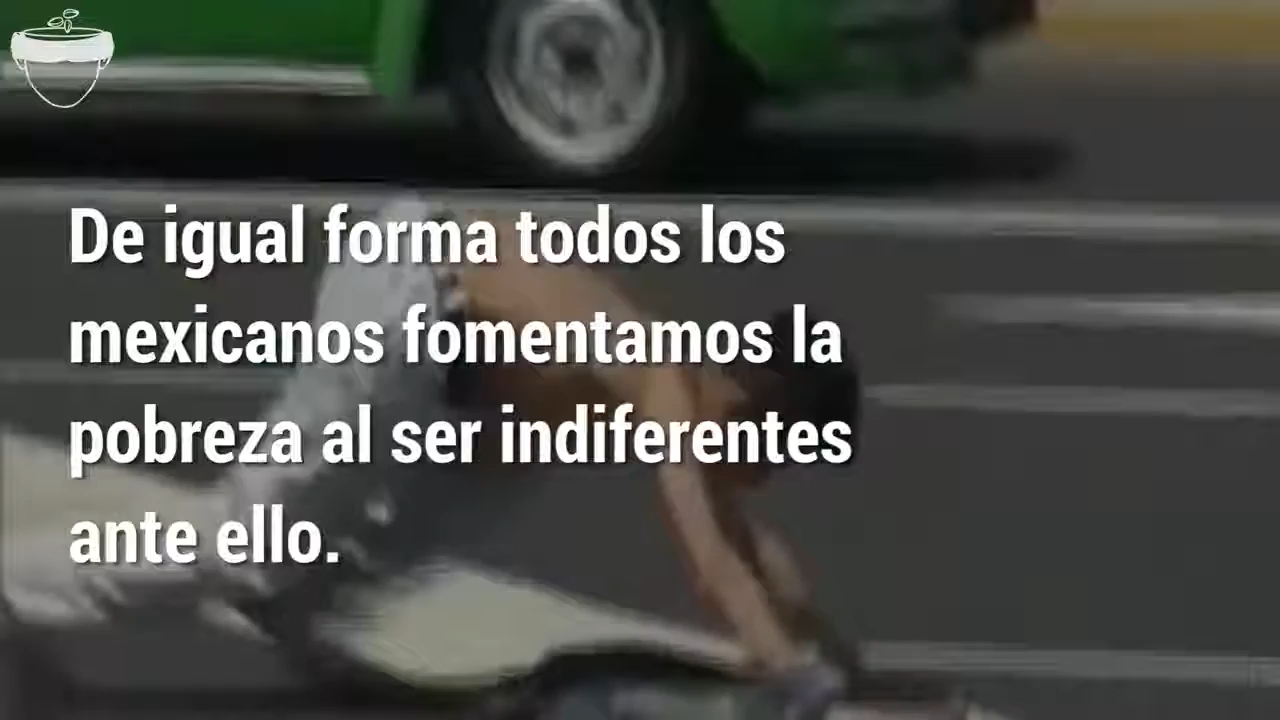 De igual forma todos los
mexicanos fomentamos la
pobreza al ser indiferentes
ante ello.